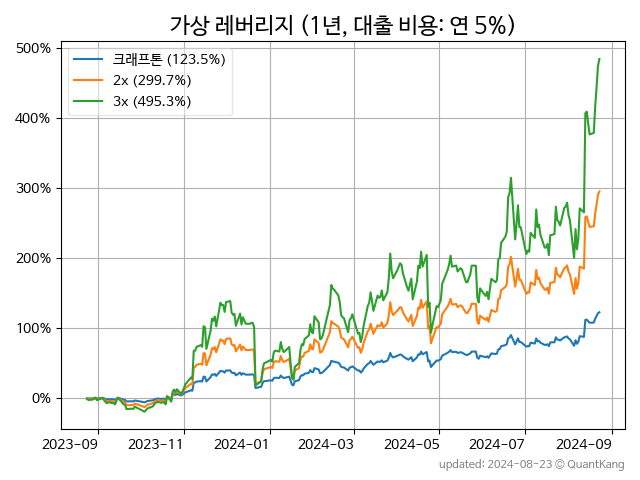 가상 레버리지 (1년, 대출 비용: 연 5%)
크래프톤 (123.5%)
2x (299.7%)
3x (495.3%)
500%
400%
300%
200%
100%
0%
2023-09
2023-11
2024-01
2024-03
2024-05
2024-07
2024-09
updated: 2024-08-23 © QuantKang